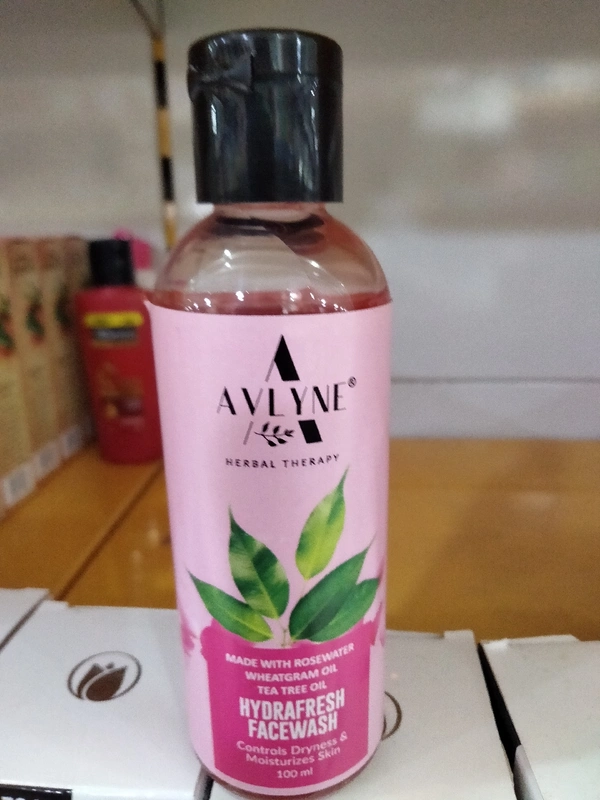 A
AVLYNE®
HERBAL THERAPY
MADE WITH ROSEWATER
WHEATGRAM OIL
TEA TREE OIL
HYDRAFRESH
FACEWASH
Controls Dryness &
Moisturizes Skin
100 ml